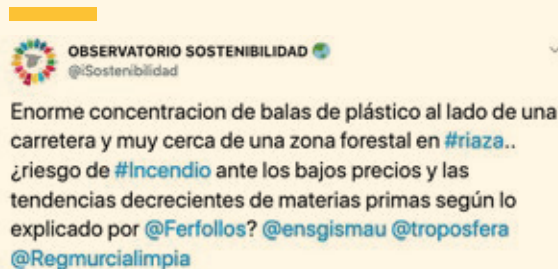 OBSERVATORIO SOSTENIBILIDAD
@iSostenibilidad
Enorme concentracion de balas de plástico al lado de una
carretera y muy cerca de una zona forestal en #riaza..
¿riesgo de #Incendio ante los bajos precios y las
tendencias decrecientes de materias primas según lo
explicado por @Ferfollos? @ensgismau @troposfera
@Regmurcialimpia